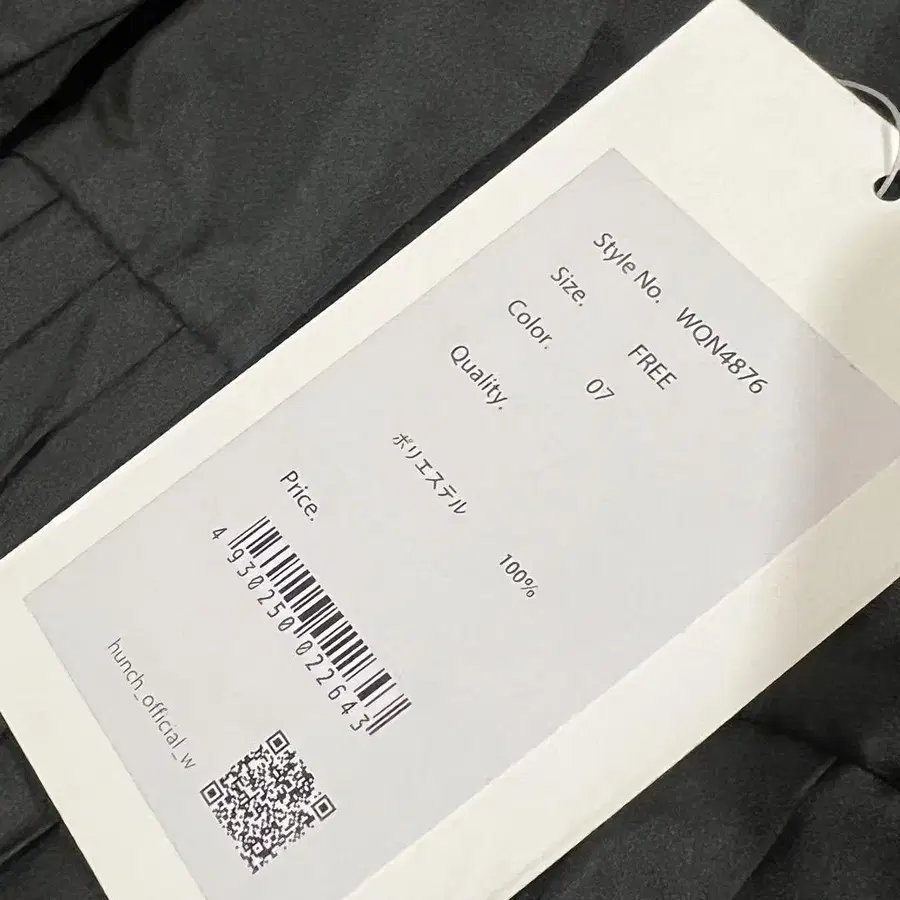 Style No. WQN4876
Size. FREE
Color. 07
Quality.
ポリエステル 100%
Price.
4 930250 022643
hunch_official_w